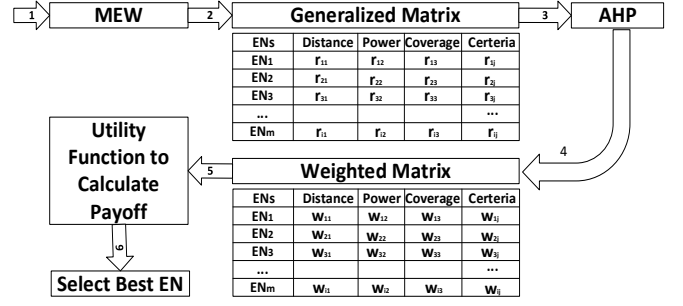 1 MEW 2 Generalized Matrix 3 AHP
ENs Distance Power Coverage Certeria
EN1 r11 r12 r13 r1j
EN2 r21 r22 r23 r2j
EN3 r31 r32 r33 r3j
... ...
ENm ri1 ri2 ri3 rij
4
Utility
Function to
Calculate
Payoff
5 Weighted Matrix
ENs Distance Power Coverage Certeria
EN1 w11 w12 w13 w1j
EN2 w21 w22 w23 w2j
EN3 w31 w32 w33 w3j
... ...
ENm wi1 wi2 wi3 wij
6
Select Best EN